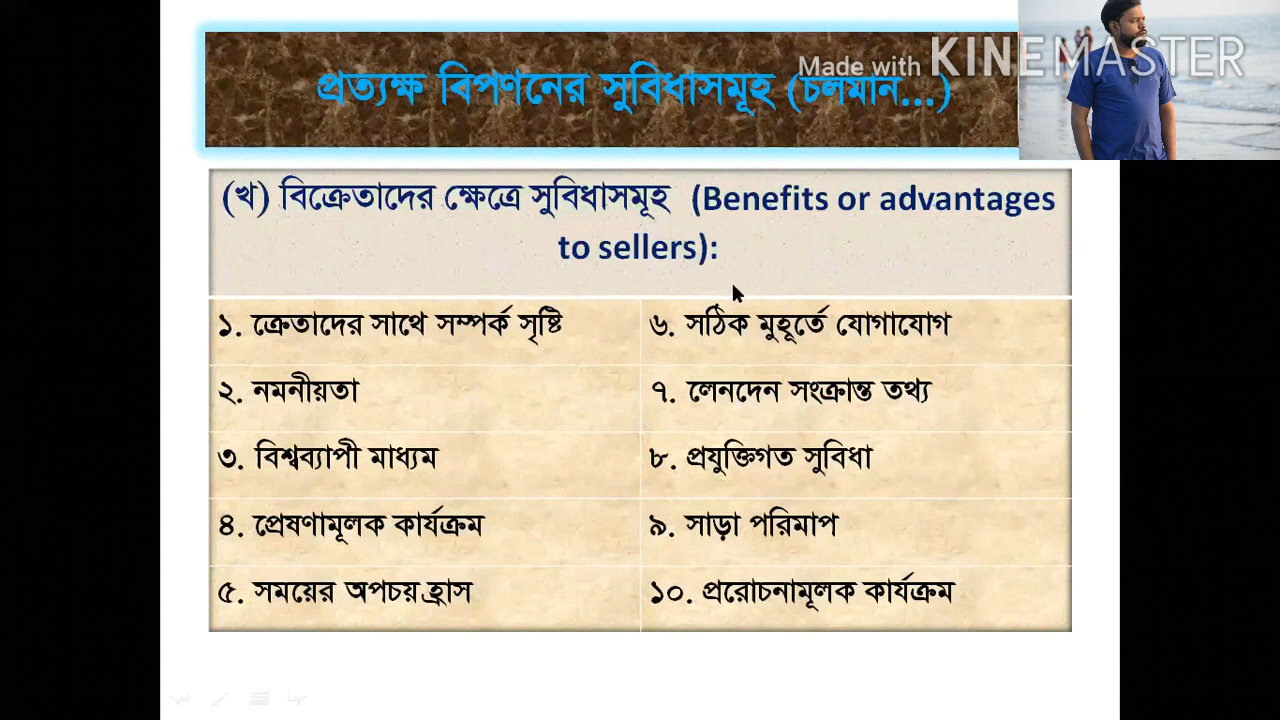 প্রত্যক্ষ বিপণনের সুবিধাসমূহ (চলমান...)
Made with KINEMASTER
(খ) বিক্রেতাদের ক্ষেত্রে সুবিধাসমূহ (Benefits or advantages
to sellers):
১. ক্রেতাদের সাথে সম্পর্ক সৃষ্টি
২. নমনীয়তা
৩. বিশ্বব্যাপী মাধ্যম
৪. প্রেষণামূলক কার্যক্রম
৫. সময়ের অপচয় হ্রাস
৬. সঠিক মুহূর্তে যোগাযোগ
৭. লেনদেন সংক্রান্ত তথ্য
৮. প্রযুক্তিগত সুবিধা
৯. সাড়া পরিমাপ
১০. প্ররোচনামূলক কার্যক্রম